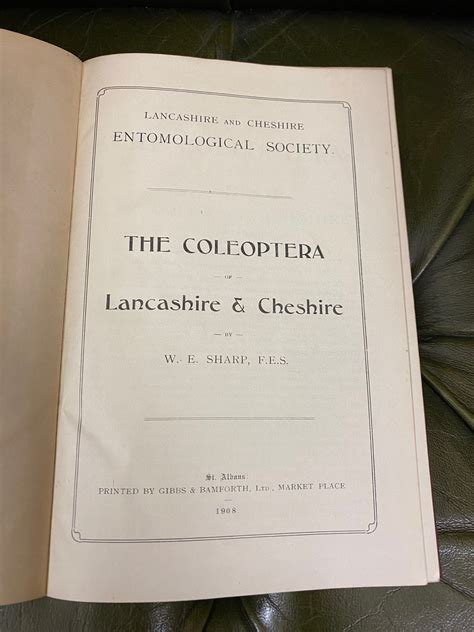 LANCASHIRE AND CHESHIRE
ENTOMOLOGICAL SOCIETY.
THE COLEOPTERA
— OF —
Lancashire & Cheshire
— BY —
W. E. SHARP, F.E.S.
St. Albans:
PRINTED BY GIBBS & BAMFORTH, LTD., MARKET PLACE
—
1908